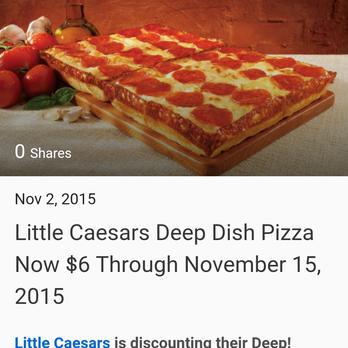 0 Shares
Nov 2, 2015
Little Caesars Deep Dish Pizza
Now $6 Through November 15,
2015
Little Caesars is discounting their Deep!